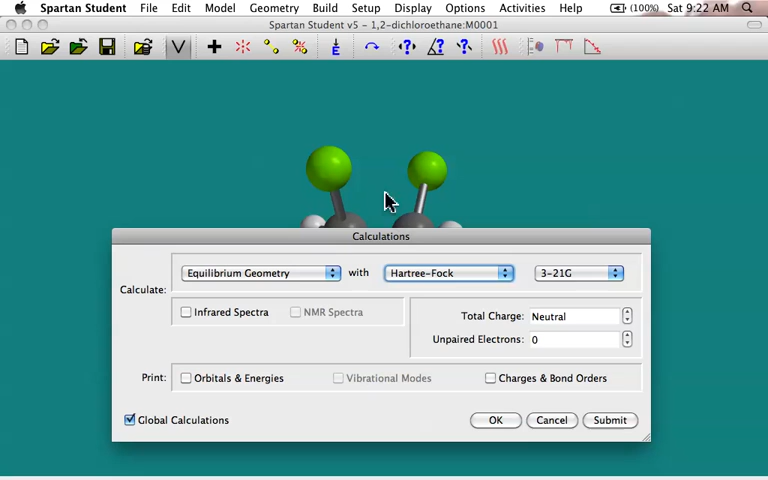 Spartan Student File Edit Model Geometry Build Setup Display Options Activities (100%) Sat 9:22 AM
Spartan Student v5 - 1,2-dichloroethane:M0001
V E ? ? ?
Calculations
Calculate: Equilibrium Geometry with Hartree-Fock 3-21G
Infrared Spectra NMR Spectra
Total Charge: Neutral
Unpaired Electrons: 0
Print: Orbitals & Energies Vibrational Modes Charges & Bond Orders
Global Calculations OK Cancel Submit